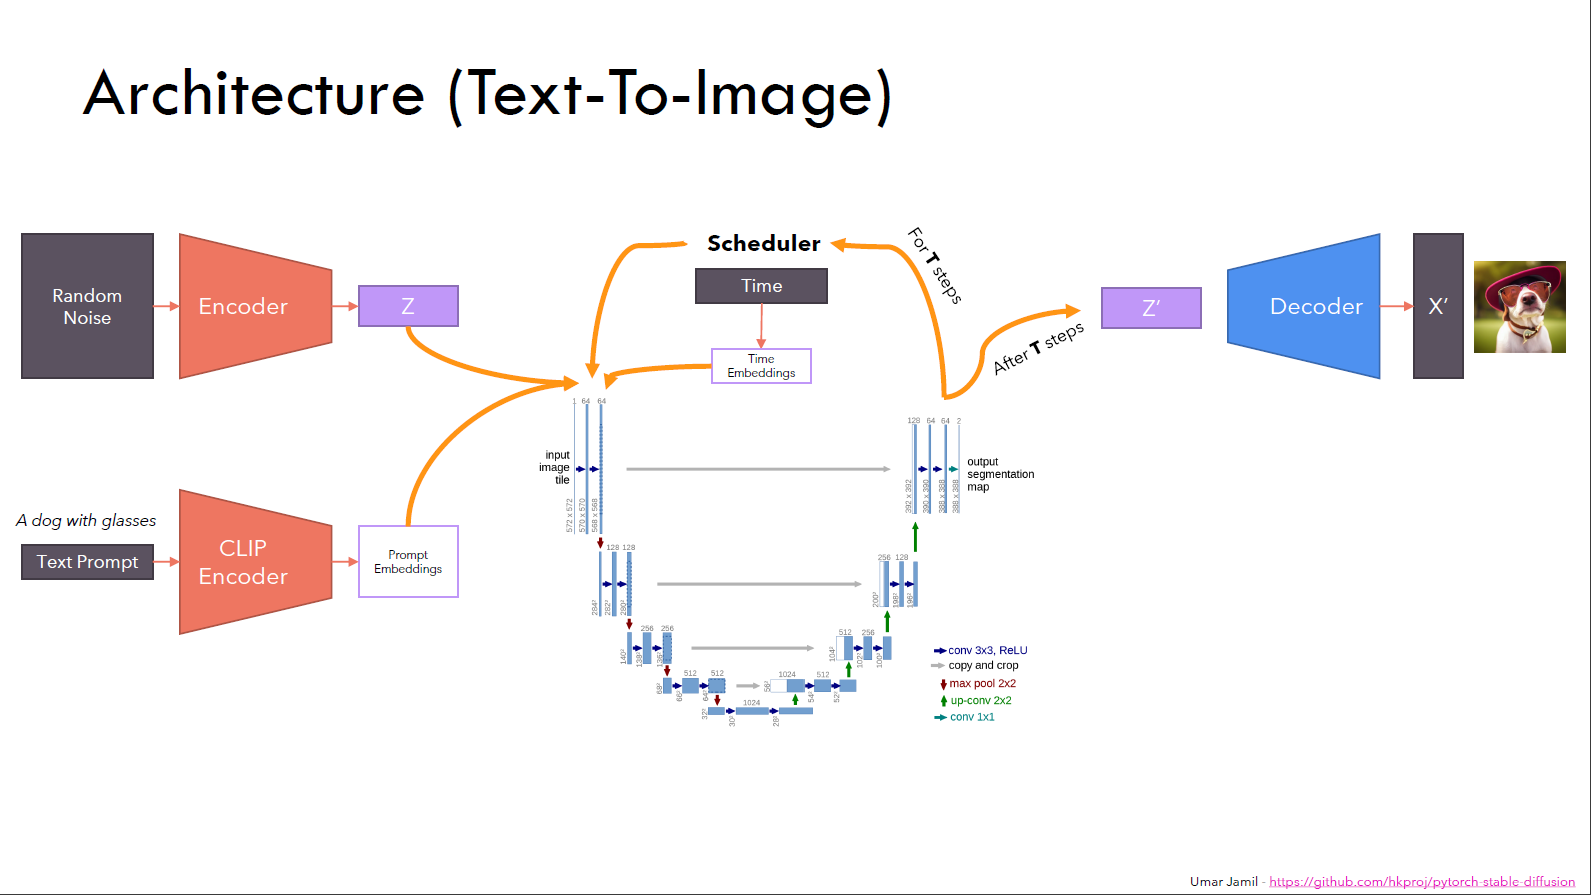 Architecture (Text-To-Image)
Random
Noise
Encoder
Z
Scheduler
Time
Time
Embeddings
For T steps
After T steps
Z’
Decoder
X’
A dog with glasses
Text Prompt
CLIP
Encoder
Prompt
Embeddings
1 64 64
input
image
tile
572 x 572
570 x 570
568 x 568
128 64 64 2
output
segmentation
map
392 x 392
390 x 390
388 x 388
388 x 388
128 128
284²
282²
280²
256 128
200²
198²
196²
256 256
140²
138²
136²
512 256
104²
102²
100²
512 512
68²
66²
64²
1024 512
56²
54²
52²
1024
32²
30²
28²
conv 3x3, ReLU
copy and crop
max pool 2x2
up-conv 2x2
conv 1x1
Umar Jamil - https://github.com/hkproj/pytorch-stable-diffusion